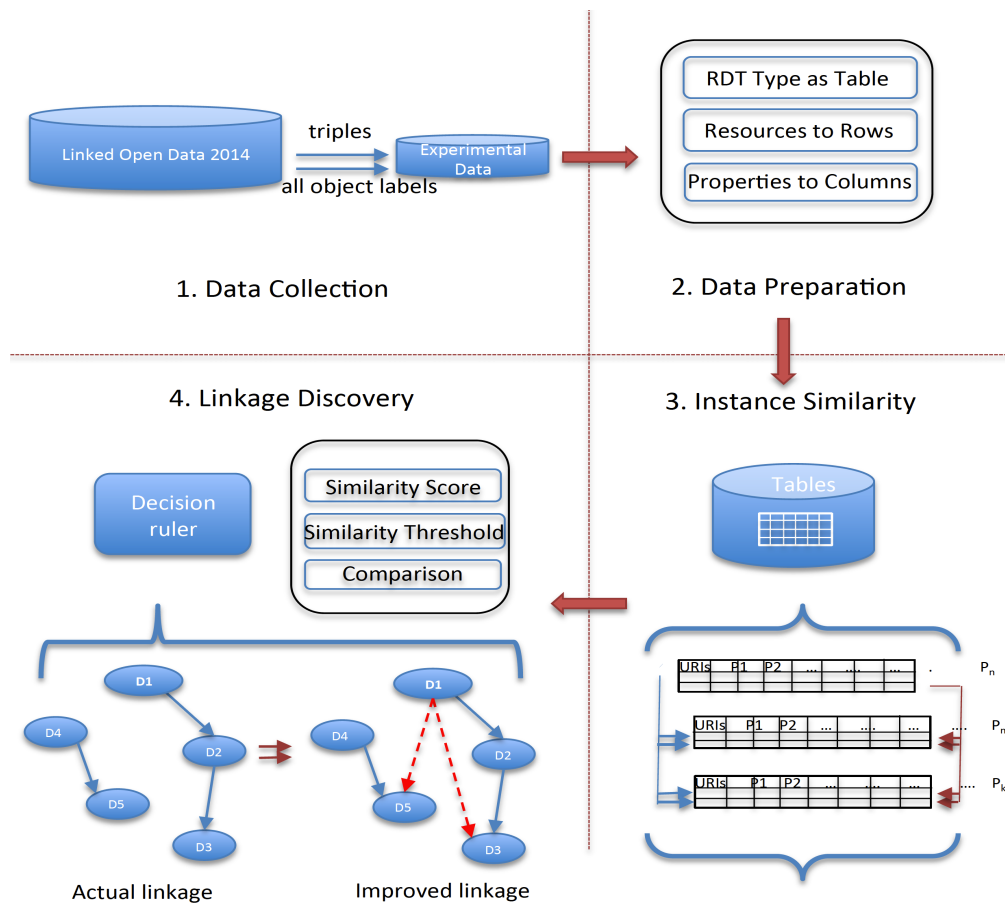 Linked Open Data 2014
triples
all object labels
Experimental
Data
1. Data Collection
RDT Type as Table
Resources to Rows
Properties to Columns
2. Data Preparation
4. Linkage Discovery
Decision
ruler
Similarity Score
Similarity Threshold
Comparison
D1
D4
D2
D5
D3
Actual linkage
D1
D4
D2
D5
D3
Improved linkage
3. Instance Similarity
Tables
URIs P1 P2 ... .... ... . Pn
URIs P1 P2 ... .... ... .... Pn
URIs P1 P2 ... .... ... .... Pk